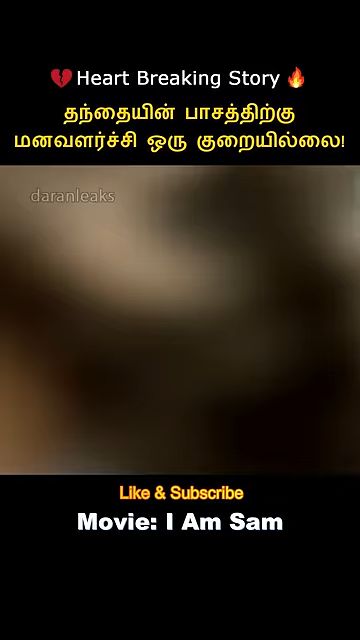 💔Heart Breaking Story🔥
தந்தையின் பாசத்திற்கு
மனவளர்ச்சி ஒரு குறையில்லை!
daranleaks
Like & Subscribe
Movie: I Am Sam